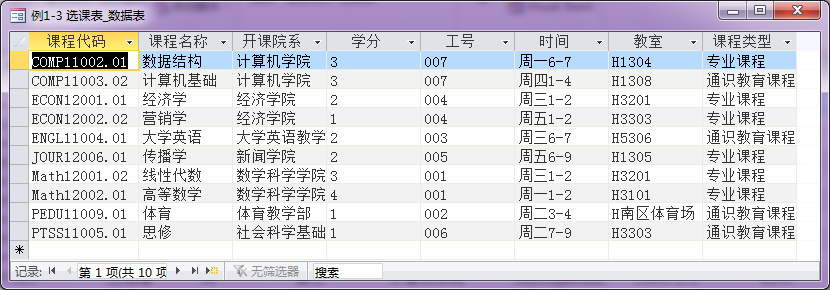 例1-3 选课表_数据表
课程代码 课程名称 开课院系 学分 工号 时间 教室 课程类型
COMP11002.01 数据结构 计算机学院 3 007 周一6-7 H1304 专业课程
COMP11003.02 计算机基础 计算机学院 3 007 周四1-4 H1308 通识教育课程
ECON12001.01 经济学 经济学院 2 004 周三1-2 H3201 专业课程
ECON12002.02 营销学 经济学院 1 004 周五3-4 H3203 专业课程
ENGL11004.01 大学英语 大学英语教学 2 003 周三6-7 H5306 通识教育课程
JOUR12006.01 传播学 新闻学院 2 005 周五6-9 H1305 专业课程
Math12001.02 线性代数 数学科学学院 3 001 周三1-2 H3201 专业课程
Math12002.01 高等数学 数学科学学院 4 001 周一1-2 H3101 专业课程
PEDU11009.01 体育 体育教学部 1 002 周二3-4 H南区体育场 通识教育课程
PTSS11005.01 思修 社会科学基础 1 006 周二7-9 H3303 通识教育课程
记录: 第 1 项(共 10 项 无筛选器 搜索